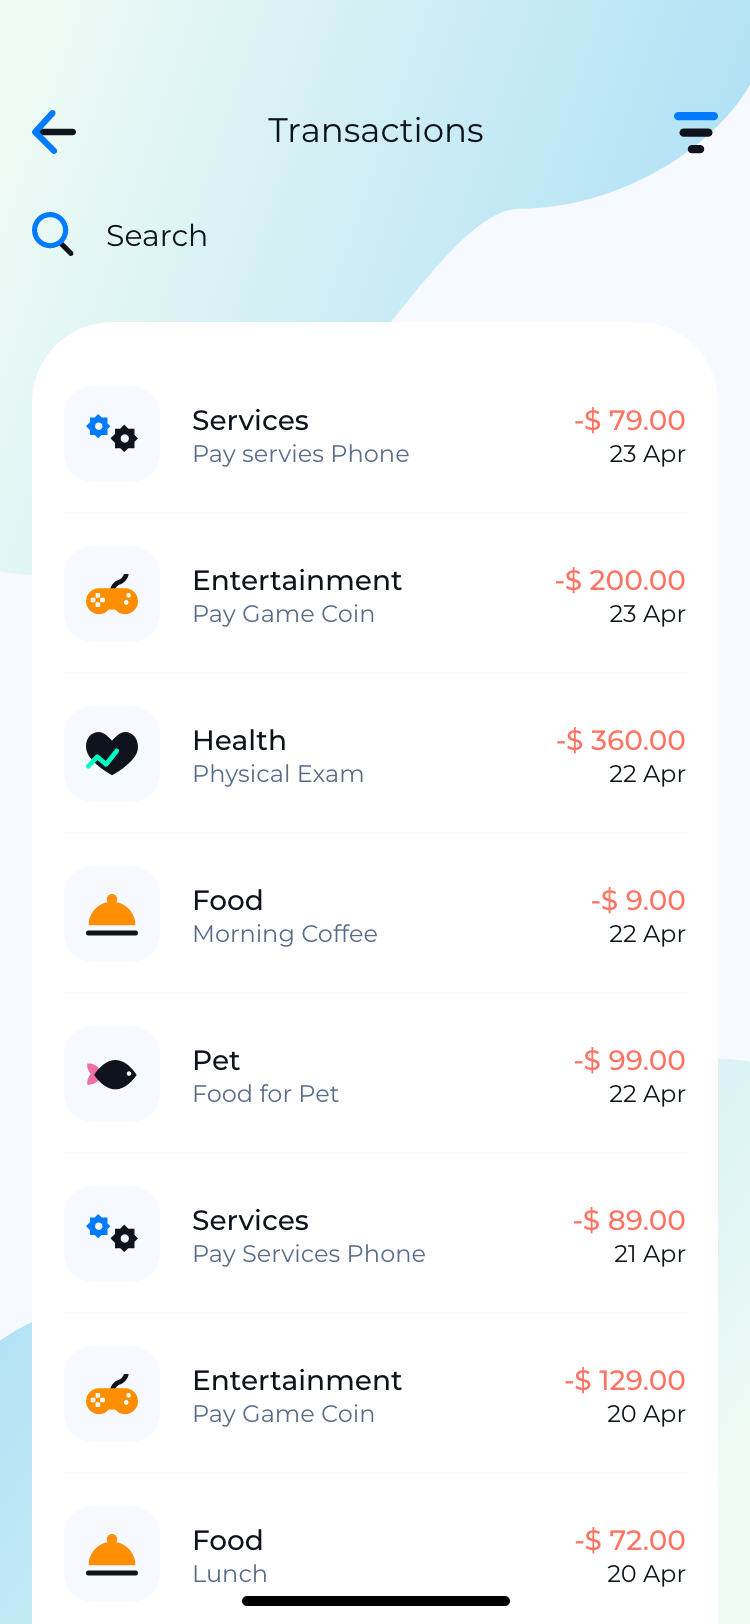 Transactions
Search
Services
-$ 79.00
Pay servies Phone
23 Apr
Entertainment
-$ 200.00
Pay Game Coin
23 Apr
Health
-$ 360.00
Physical Exam
22 Apr
Food
-$ 9.00
Morning Coffee
22 Apr
Pet
-$ 99.00
Food for Pet
22 Apr
Services
-$ 89.00
Pay Services Phone
21 Apr
Entertainment
-$ 129.00
Pay Game Coin
20 Apr
Food
-$ 72.00
Lunch
20 Apr